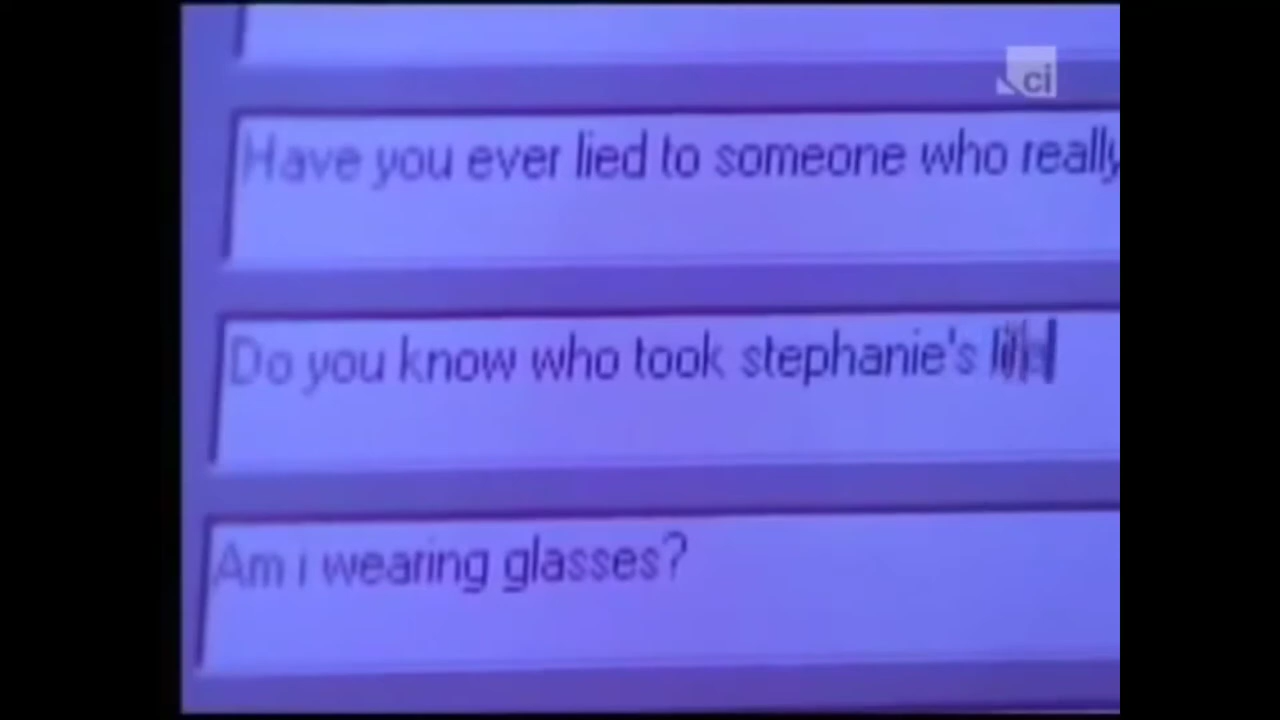 ci
Have you ever lied to someone who really
Do you know who took stephanie's
Am i wearing glasses?